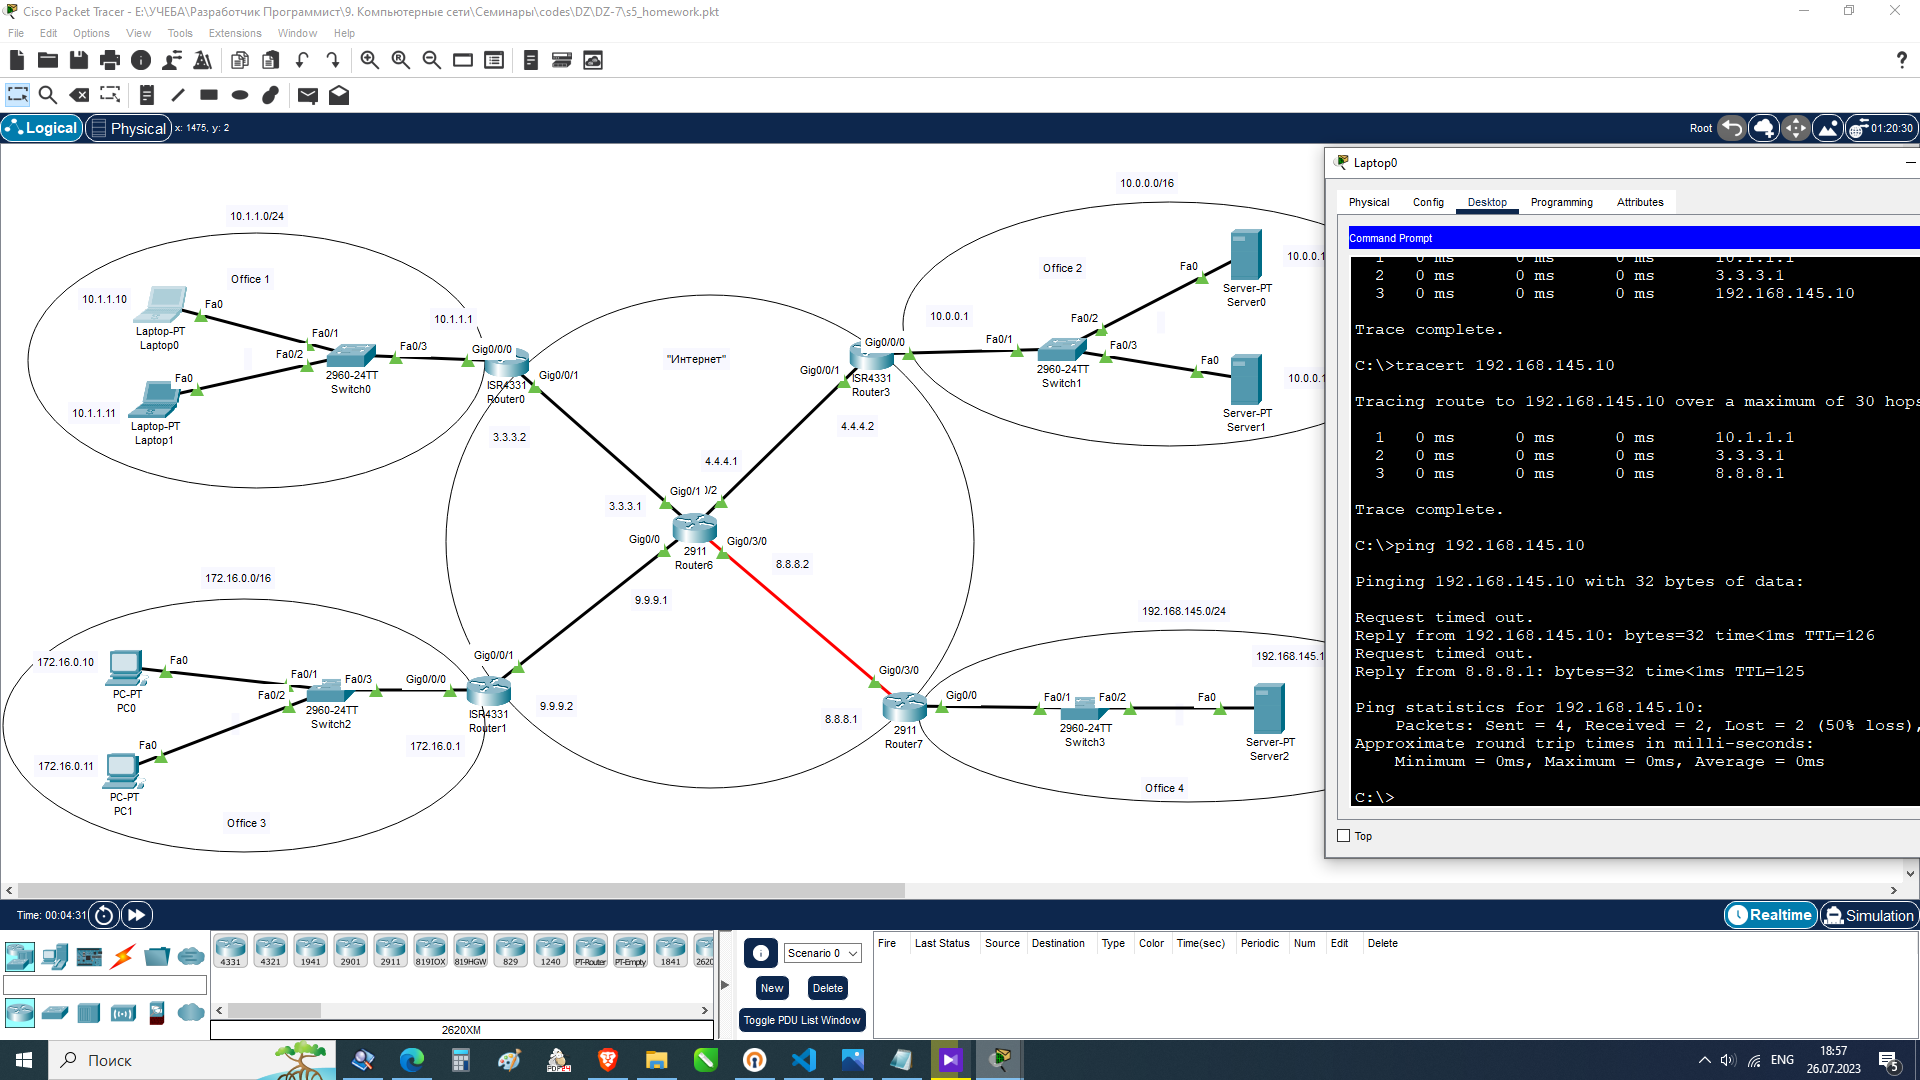 Cisco Packet Tracer - E:\УЧЕБА\Разработчик Программист\9. Компьютерные сети\Семинары\codes\DZ\DZ-7\s5_homework.pkt
File Edit Options View Tools Extensions Window Help
Logical Physical x: 1475, y: 2
Root 01:20:30
10.1.1.0/24
Office 1
10.1.1.10
Fa0
Laptop-PT
Laptop0
Fa0/1
Fa0/2
Fa0/3
2960-24TT
Switch0
Fa0
10.1.1.11
Laptop-PT
Laptop1
10.1.1.1
Gig0/0/0
Gig0/0/1
ISR4331
Router0
3.3.3.2
"Интернет"
10.0.0.0/16
Office 2
10.0.0.1
Gig0/0/0
Gig0/0/1
ISR4331
Router3
4.4.4.2
Fa0/1
Fa0/2
Fa0/3
2960-24TT
Switch1
Fa0
10.0.0.1
Server-PT
Server0
Fa0
10.0.0.1
Server-PT
Server1
4.4.4.1
Gig0/1 0/2
3.3.3.1
Gig0/0
Gig0/3/0
2911
Router6
8.8.8.2
9.9.9.1
172.16.0.0/16
172.16.0.10
Fa0
PC-PT
PC0
Fa0/1
Fa0/2
Fa0/3
2960-24TT
Switch2
Gig0/0/0
Gig0/0/1
ISR4331
Router1
9.9.9.2
172.16.0.1
Fa0
172.16.0.11
PC-PT
PC1
Office 3
192.168.145.0/24
192.168.145.1
Gig0/3/0
Gig0/0
8.8.8.1
2911
Router7
Fa0/1
Fa0/2
2960-24TT
Switch3
Fa0
Server-PT
Server2
Office 4
Laptop0
Physical Config Desktop Programming Attributes
Command Prompt
1 0 ms 0 ms 0 ms 10.1.1.1
2 0 ms 0 ms 0 ms 3.3.3.1
3 0 ms 0 ms 0 ms 192.168.145.10
Trace complete.
C:\>tracert 192.168.145.10
Tracing route to 192.168.145.10 over a maximum of 30 hops
1 0 ms 0 ms 0 ms 10.1.1.1
2 0 ms 0 ms 0 ms 3.3.3.1
3 0 ms 0 ms 0 ms 8.8.8.1
Trace complete.
C:\>ping 192.168.145.10
Pinging 192.168.145.10 with 32 bytes of data:
Request timed out.
Reply from 192.168.145.10: bytes=32 time<1ms TTL=126
Request timed out.
Reply from 8.8.8.1: bytes=32 time<1ms TTL=125
Ping statistics for 192.168.145.10:
Packets: Sent = 4, Received = 2, Lost = 2 (50% loss),
Approximate round trip times in milli-seconds:
Minimum = 0ms, Maximum = 0ms, Average = 0ms
C:\>
Top
Time: 00:04:31
Realtime Simulation
4331 4321 1941 2901 2911 819IOX 819HGW 829 1240 PT-Router PT-Empty 1841 2620
2620XM
Scenario 0
New Delete
Toggle PDU List Window
Fire Last Status Source Destination Type Color Time(sec) Periodic Num Edit Delete
Поиск
ENG
18:57
26.07.2023
5